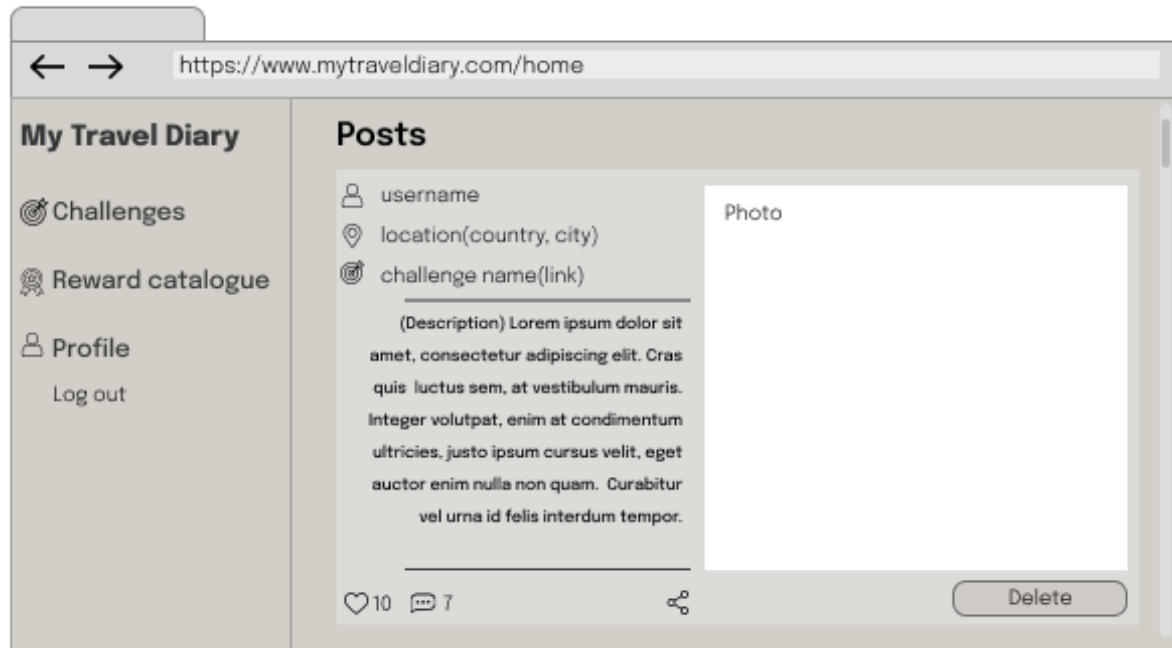 https://www.mytraveldiary.com/home
My Travel Diary
Challenges
Reward catalogue
Profile
Log out
Posts
username
location(country, city)
challenge name(link)
(Description) Lorem ipsum dolor sit
amet, consectetur adipiscing elit. Cras
quis luctus sem, at vestibulum mauris.
Integer volutpat, enim at condimentum
ultricies, justo ipsum cursus velit, eget
auctor enim nulla non quam. Curabitur
vel urna id felis interdum tempor.
10 7
Photo
Delete